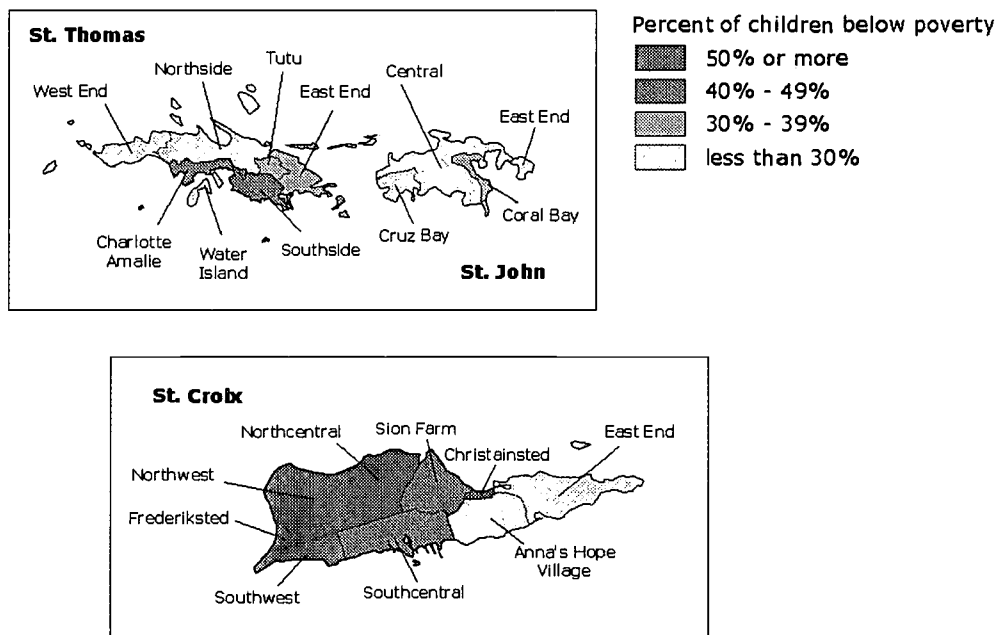 St. Thomas
Northside
Tutu
West End
East End
Central
East End
Charlotte
Amalie
Water
Island
Southside
Cruz Bay
Coral Bay
St. John
Percent of children below poverty
50% or more
40% - 49%
30% - 39%
less than 30%
St. Croix
Northcentral
Sion Farm
East End
Christainsted
Northwest
Frederiksted
Anna's Hope
Village
Southwest
Southcentral